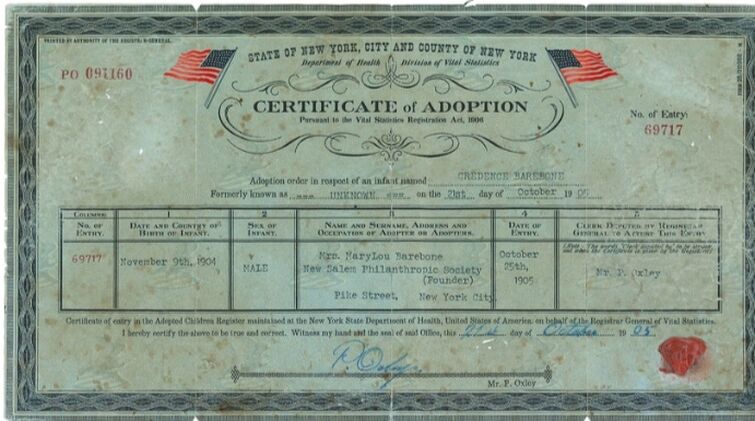 PRINTED BY AUTHORITY OF THE REGISTRAR-GENERAL.
PO 091160
STATE OF NEW YORK, CITY AND COUNTY OF NEW YORK
Department of Health Division of Vital Statistics
CERTIFICATE of ADOPTION
Pursuant to the Vital Statistics Registration Act, 1906
No. of Entry:
69717
Adoption order in respect of an infant named CREDENCE BAREBONE
Formerly known as === UNKNOWN === on the 21st day of October 19 05
COLUMNS: 1 2 3 4 5
No. of Entry. Date and Country of Birth of Infant. Sex of Infant. Name and Surname, Address and Occupation of Adopter or Adopters. Date of Entry. Clerk Deputed by Registrar General to Attest this Entry
69717 November 9th, 1904 MALE Mrs. MaryLou Barebone October 25th, 1905 Mr. P. Oxley
New Salem Philanthropic Society
(Founder)
Pike Street, New York City
Certificate of entry in the Adopted Children Register maintained at the New York State Department of Health, United States of America, on behalf of the Registrar General of Vital Statistics.
I hereby certify the above to be true and correct. Witness my hand and the seal of said Office, this 21st day of October 19 05
P. Oxley
Mr. P. Oxley